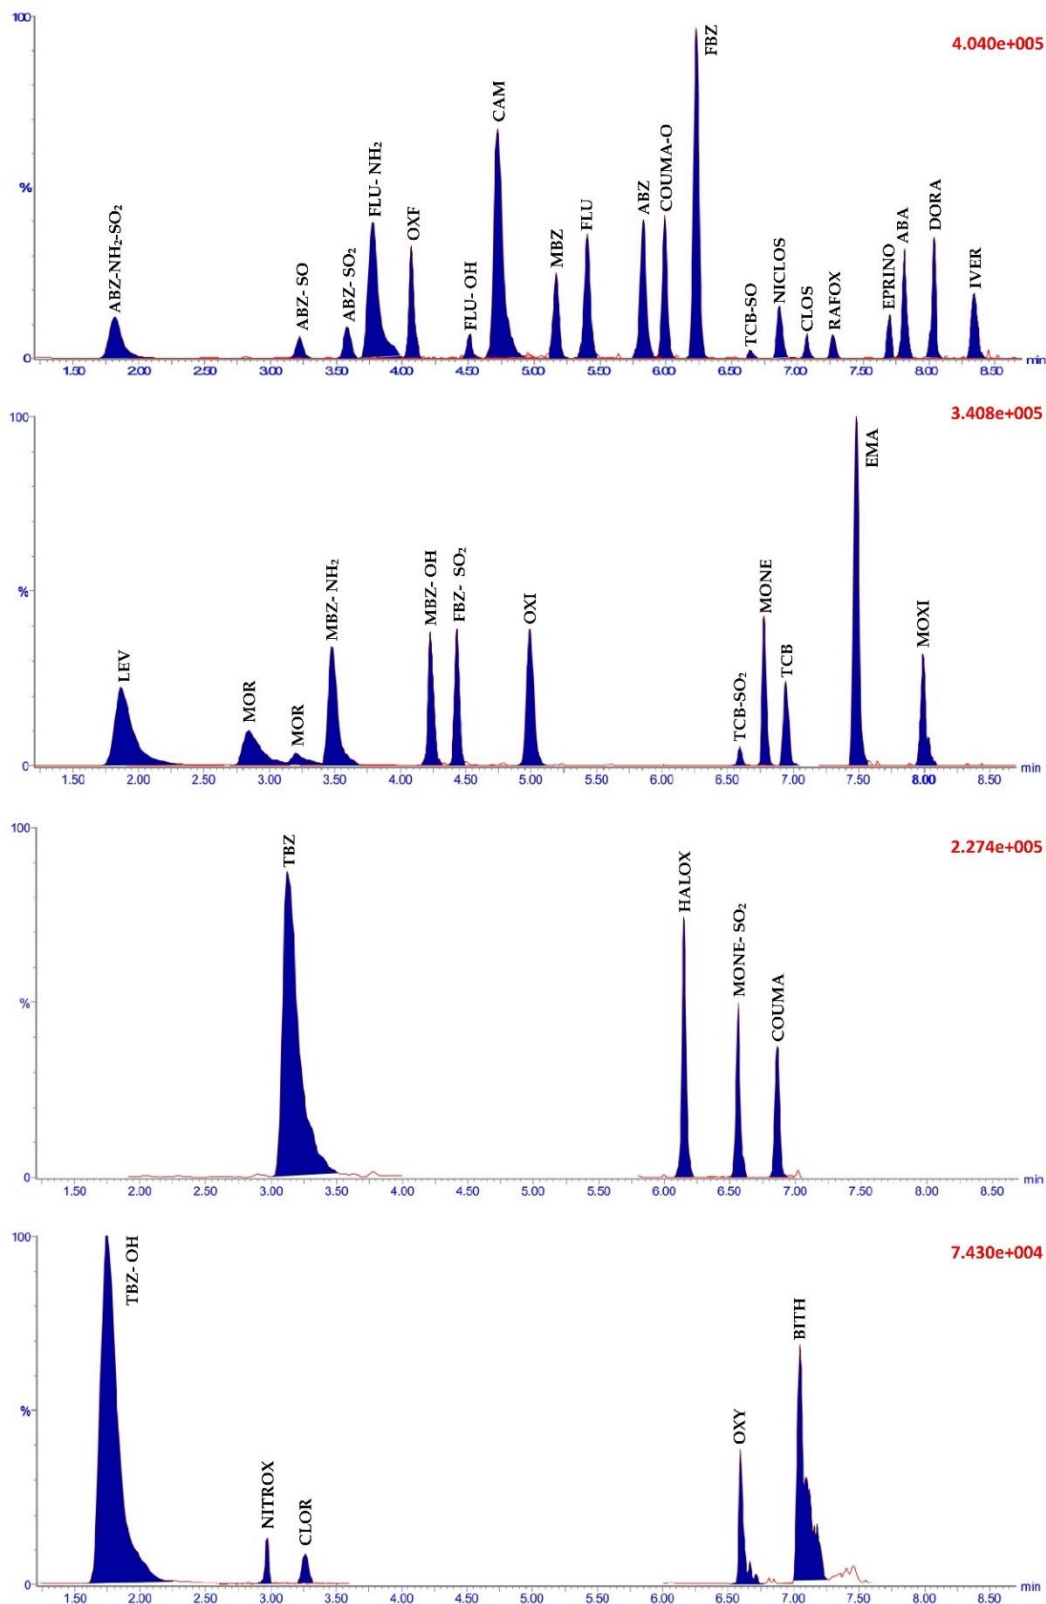 100
4.040e+005
%
0
ABZ-NH₂-SO₂
ABZ- SO
ABZ- SO₂
FLU- NH₂
OXF
FLU- OH
CAM
MBZ
FLU
ABZ
COUMA-O
FBZ
TCB-SO
NICLOS
CLOS
RAFOX
EPRINO
ABA
DORA
IVER
1.50 2.00 2.50 3.00 3.50 4.00 4.50 5.00 5.50 6.00 6.50 7.00 7.50 8.00 8.50 min
100
3.408e+005
%
0
LEV
MOR
MOR
MBZ- NH₂
MBZ- OH
FBZ- SO₂
OXI
TCB-SO₂
MONE
TCB
EMA
MOXI
1.50 2.00 2.50 3.00 3.50 4.00 4.50 5.00 5.50 6.00 6.50 7.00 7.50 8.00 8.50 min
100
2.274e+005
%
0
TBZ
HALOX
MONE- SO₂
COUMA
1.50 2.00 2.50 3.00 3.50 4.00 4.50 5.00 5.50 6.00 6.50 7.00 7.50 8.00 8.50 min
100
7.430e+004
%
0
TBZ- OH
NITROX
CLOR
OXY
BITH
1.50 2.00 2.50 3.00 3.50 4.00 4.50 5.00 5.50 6.00 6.50 7.00 7.50 8.00 8.50 min